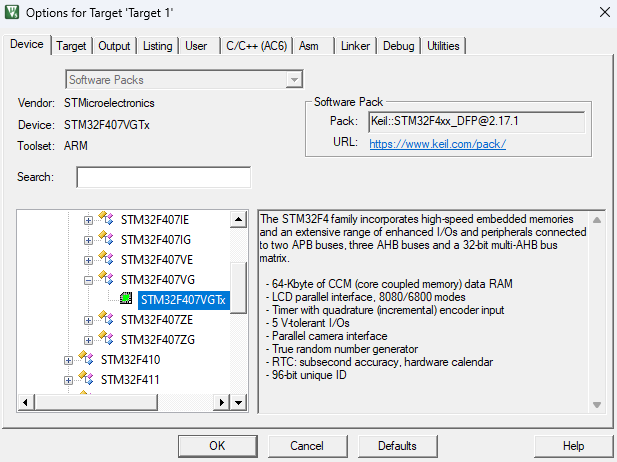 Options for Target 'Target 1'
Device Target Output Listing User C/C++ (AC6) Asm Linker Debug Utilities
Software Packs
Vendor: STMicroelectronics
Device: STM32F407VGTx
Toolset: ARM
Search:
Software Pack
Pack: Keil::STM32F4xx_DFP@2.17.1
URL: https://www.keil.com/pack/
STM32F407IE
STM32F407IG
STM32F407VE
STM32F407VG
STM32F407VGTx
STM32F407ZE
STM32F407ZG
STM32F410
STM32F411
The STM32F4 family incorporates high-speed embedded memories
and an extensive range of enhanced I/Os and peripherals connected
to two APB buses, three AHB buses and a 32-bit multi-AHB bus
matrix.
- 64-Kbyte of CCM (core coupled memory) data RAM
- LCD parallel interface, 8080/6800 modes
- Timer with quadrature (incremental) encoder input
- 5 V-tolerant I/Os
- Parallel camera interface
- True random number generator
- RTC: subsecond accuracy, hardware calendar
- 96-bit unique ID
OK Cancel Defaults Help